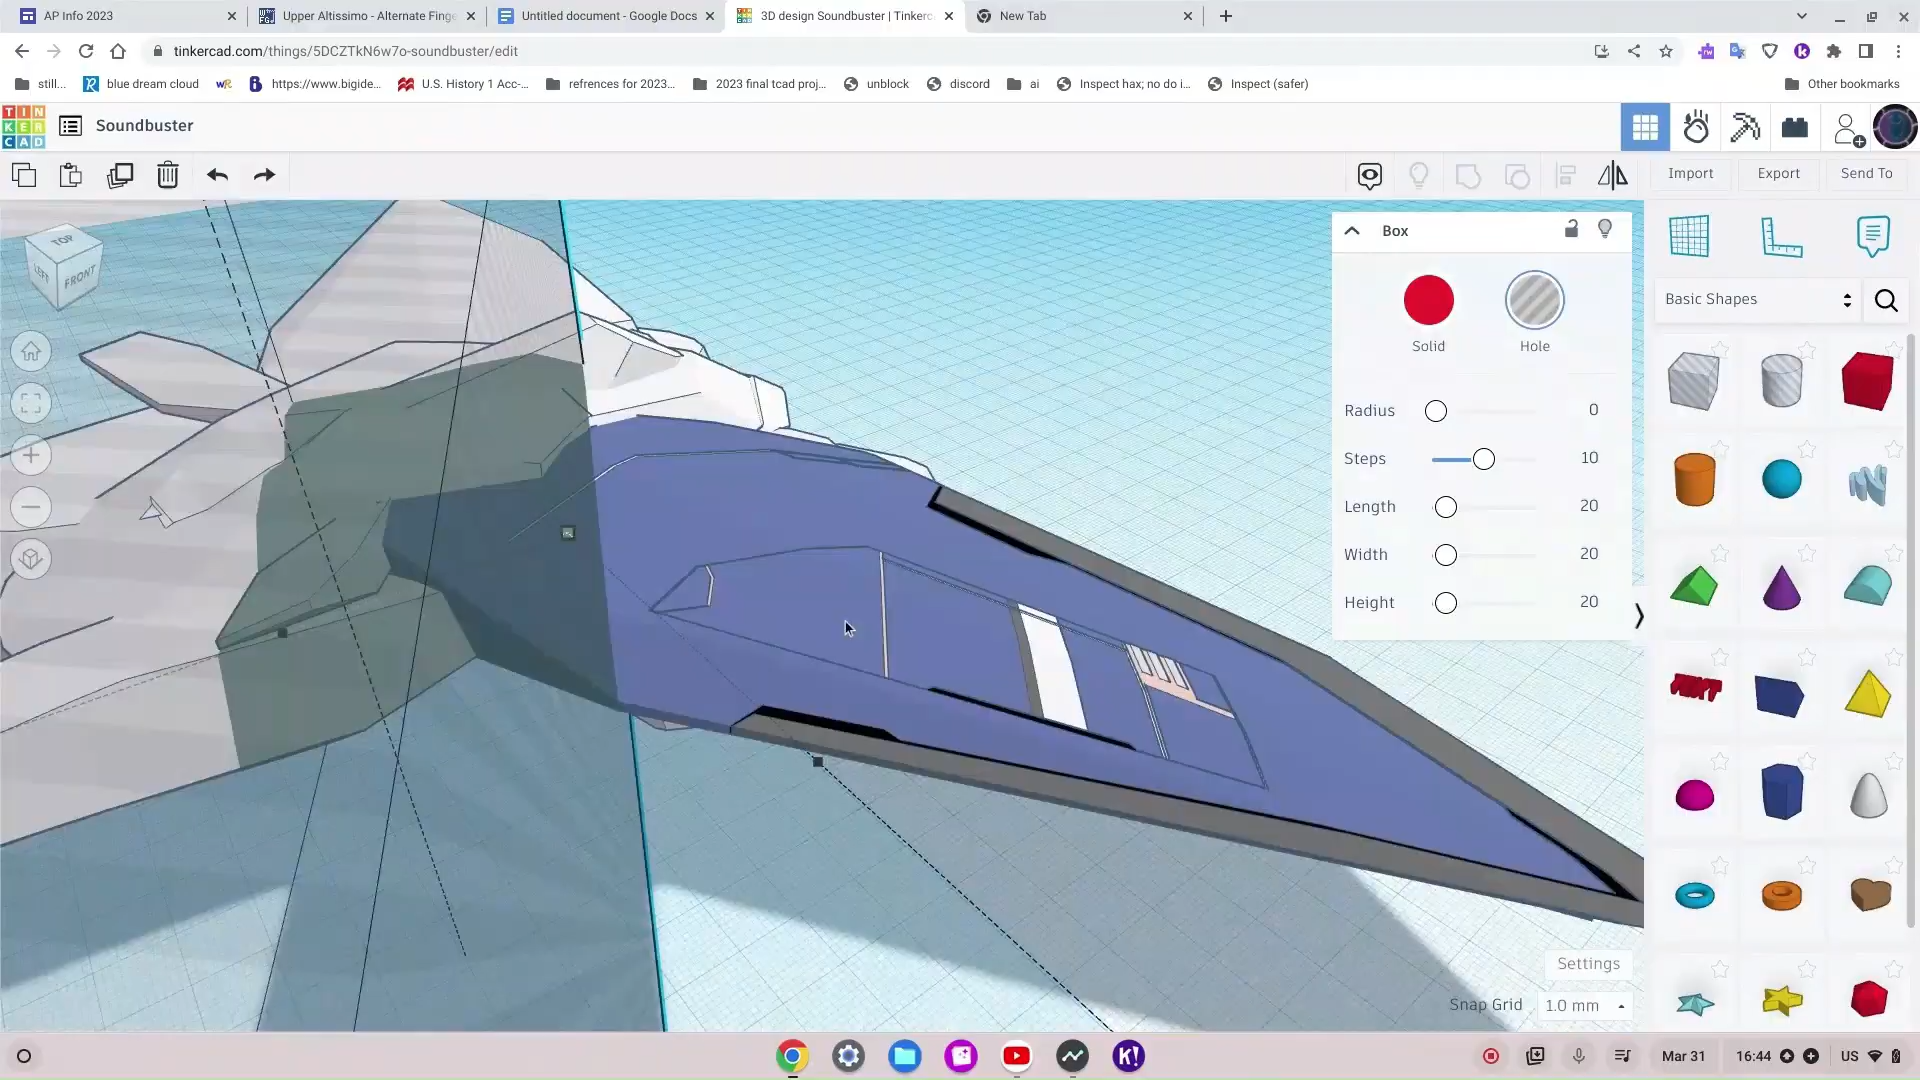 AP Info 2023
Upper Altissimo - Alternate Finge
Untitled document - Google Docs
3D design Soundbuster | Tinkerc
New Tab
tinkercad.com/things/5DCZTkN6w7o-soundbuster/edit
still...
blue dream cloud
https://www.bigide...
U.S. History 1 Acc-...
refrences for 2023...
2023 final tcad proj...
unblock
discord
ai
Inspect hax; no do i...
Inspect (safer)
Other bookmarks
TIN
KER
CAD
Soundbuster
Import
Export
Send To
TOP
LEFT
FRONT
Box
Solid
Hole
Radius 0
Steps 10
Length 20
Width 20
Height 20
Basic Shapes
Settings
Snap Grid 1.0 mm
K!
Mar 31
16:44
US